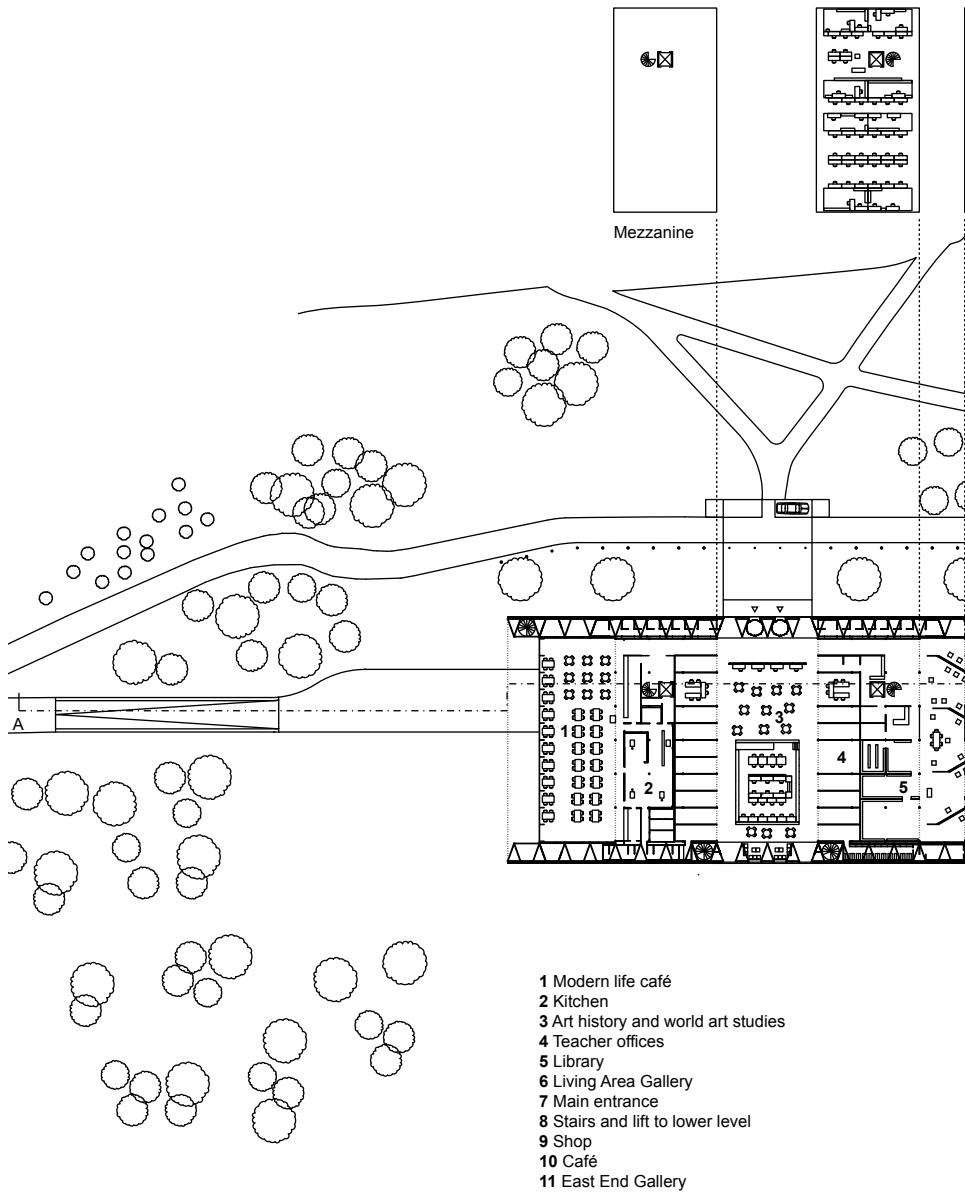 Mezzanine
A
1
2
3
4
5
1 Modern life café
2 Kitchen
3 Art history and world art studies
4 Teacher offices
5 Library
6 Living Area Gallery
7 Main entrance
8 Stairs and lift to lower level
9 Shop
10 Café
11 East End Gallery